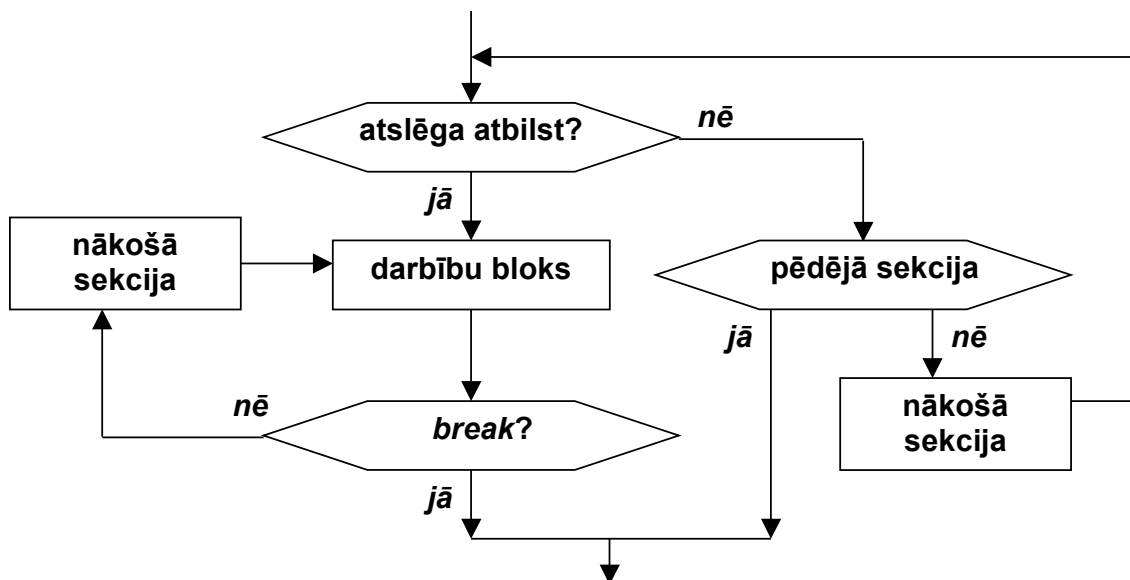 atslēga atbilst?
nē
jā
nākošā
sekcija
darbību bloks
pēdējā sekcija
jā
nē
nē
break?
nākošā
sekcija
jā